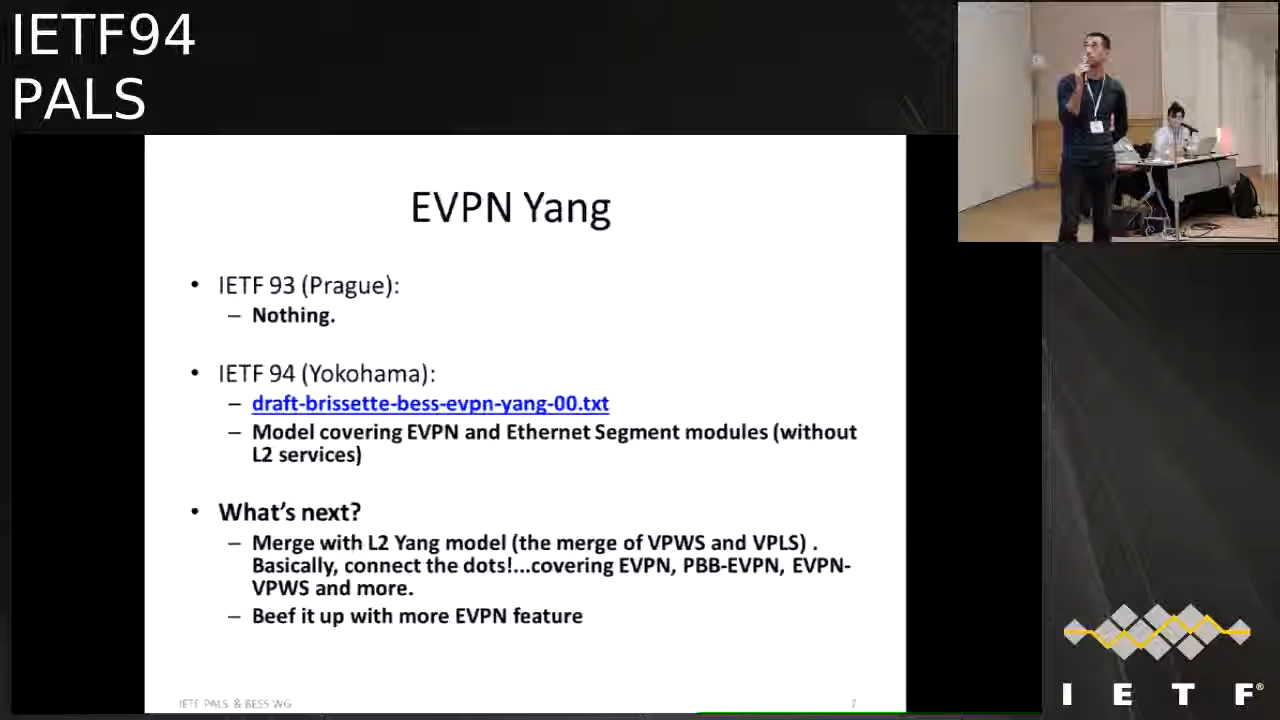 IETF94
PALS
EVPN Yang
• IETF 93 (Prague):
– Nothing.
• IETF 94 (Yokohama):
– draft-brissette-bess-evpn-yang-00.txt
– Model covering EVPN and Ethernet Segment modules (without
L2 services)
• What's next?
– Merge with L2 Yang model (the merge of VPWS and VPLS) .
Basically, connect the dots!...covering EVPN, PBB-EVPN, EVPN-
VPWS and more.
– Beef it up with more EVPN feature
IETF PALS & BESS WG
7
I E T F®